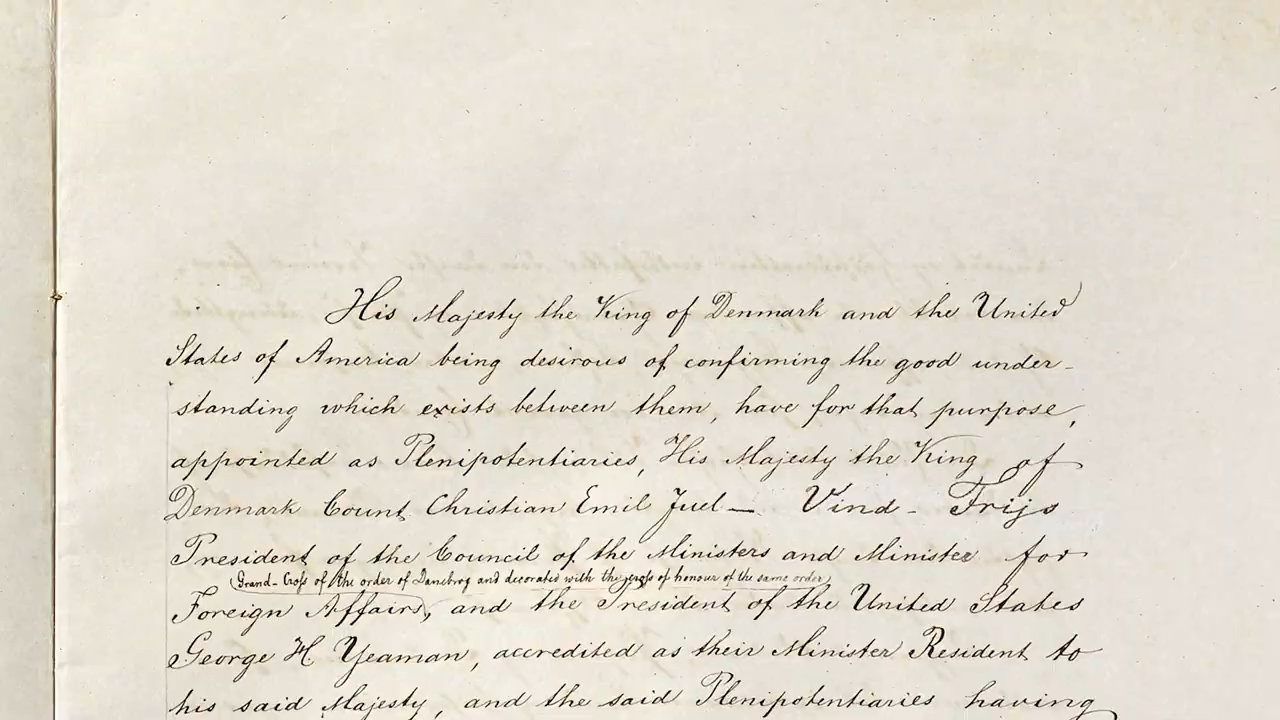 His Majesty the King of Denmark and the United
States of America being desirous of confirming the good under-
standing which exists between them, have for that purpose,
appointed as Plenipotentiaries, His Majesty the King of
Denmark Count Christian Emil Juel— Vind- Frijs
President of the Council of the Ministers and Minister for
Grand-Cross of the order of Danebrog and decorated with the cross of honour of the same order
Foreign Affairs, and the President of the United States
George H Yeaman, accredited as their Minister Resident to
his said Majesty, and the said Plenipotentiaries having